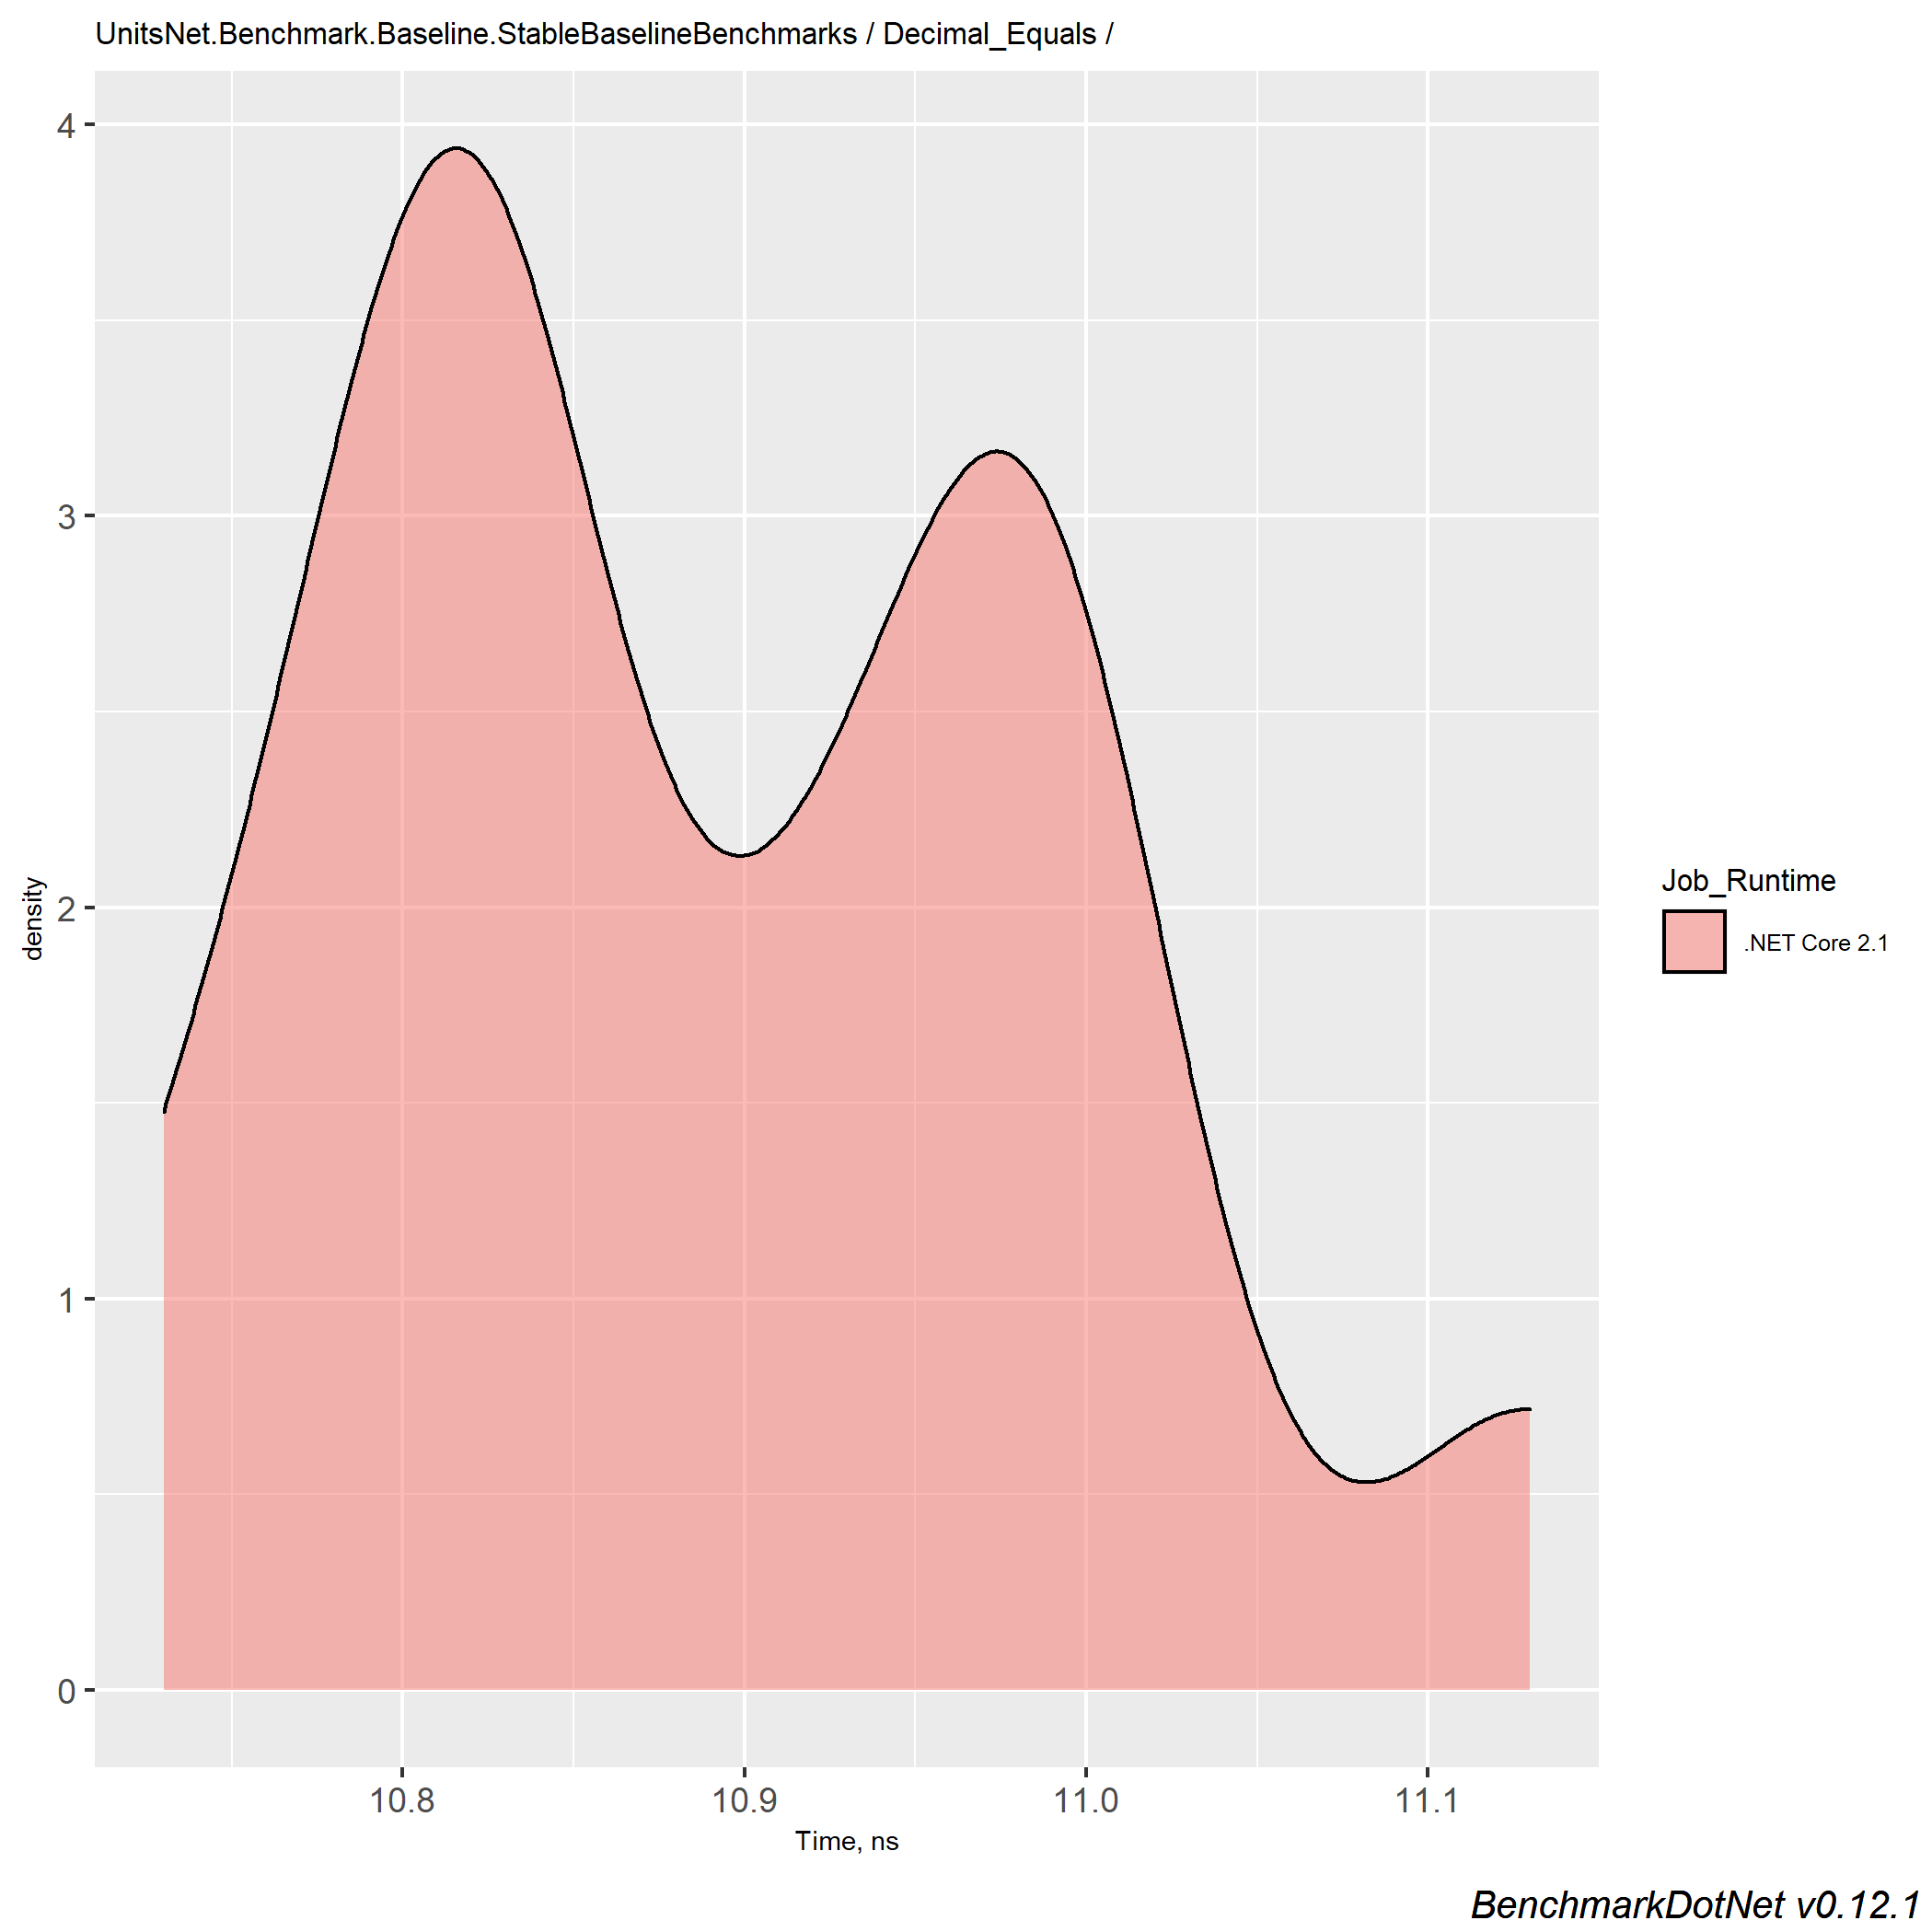 UnitsNet.Benchmark.Baseline.StableBaselineBenchmarks / Decimal_Equals /
4
3
2
1
0
density
10.8 10.9 11.0 11.1
Time, ns
Job_Runtime
.NET Core 2.1
BenchmarkDotNet v0.12.1